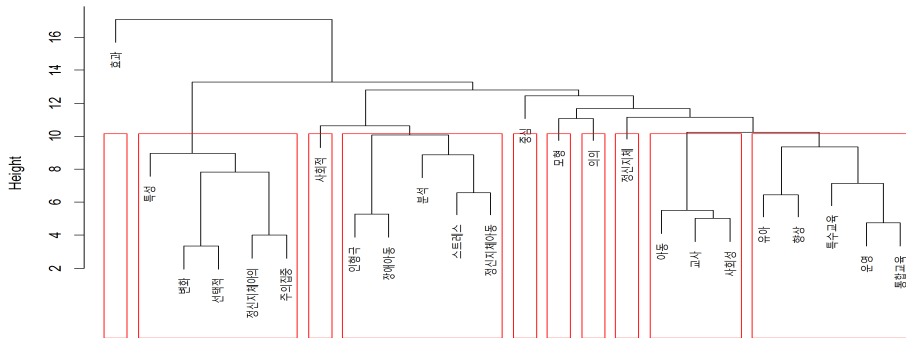 Height
16
14
12
10
8
6
4
2
효과
특성
변화
선택적
정신지체아의
주의집중
사회적
인형극
장애아동
분석
스트레스
정신지체아동
중심
모형
의의
정신지체
아동
교사
사회성
유아
향상
특수교육
운영
통합교육